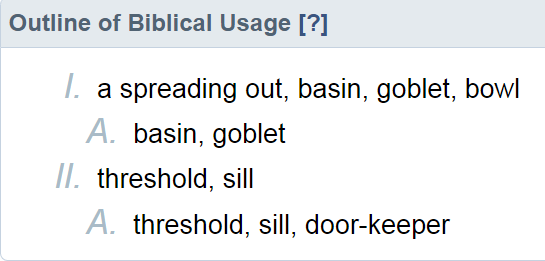 Outline of Biblical Usage [?]
I. a spreading out, basin, goblet, bowl
A. basin, goblet
II. threshold, sill
A. threshold, sill, door-keeper